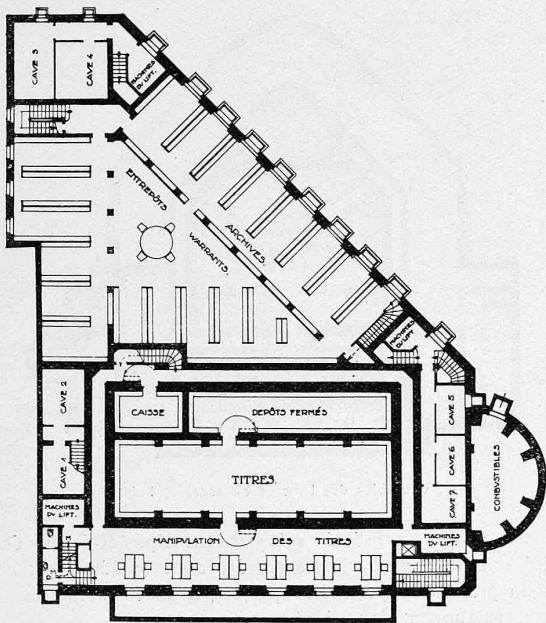 CAVE 3
CAVE 4
MACHINES
DU LIFT.
ENTREPÔTS
ARCHIVES.
WARRANTS.
MACHINES
DU LIFT
CAVE 2
CAISSE
DEPÔTS FERMÉS
CAVE 5
CAVE 1
TITRES.
CAVE 6
COMBUSTIBLES
CAVE 7
MACHINES
DU LIFT.
MANIPULATION DES TITRES
MACHINES
DU LIFT.